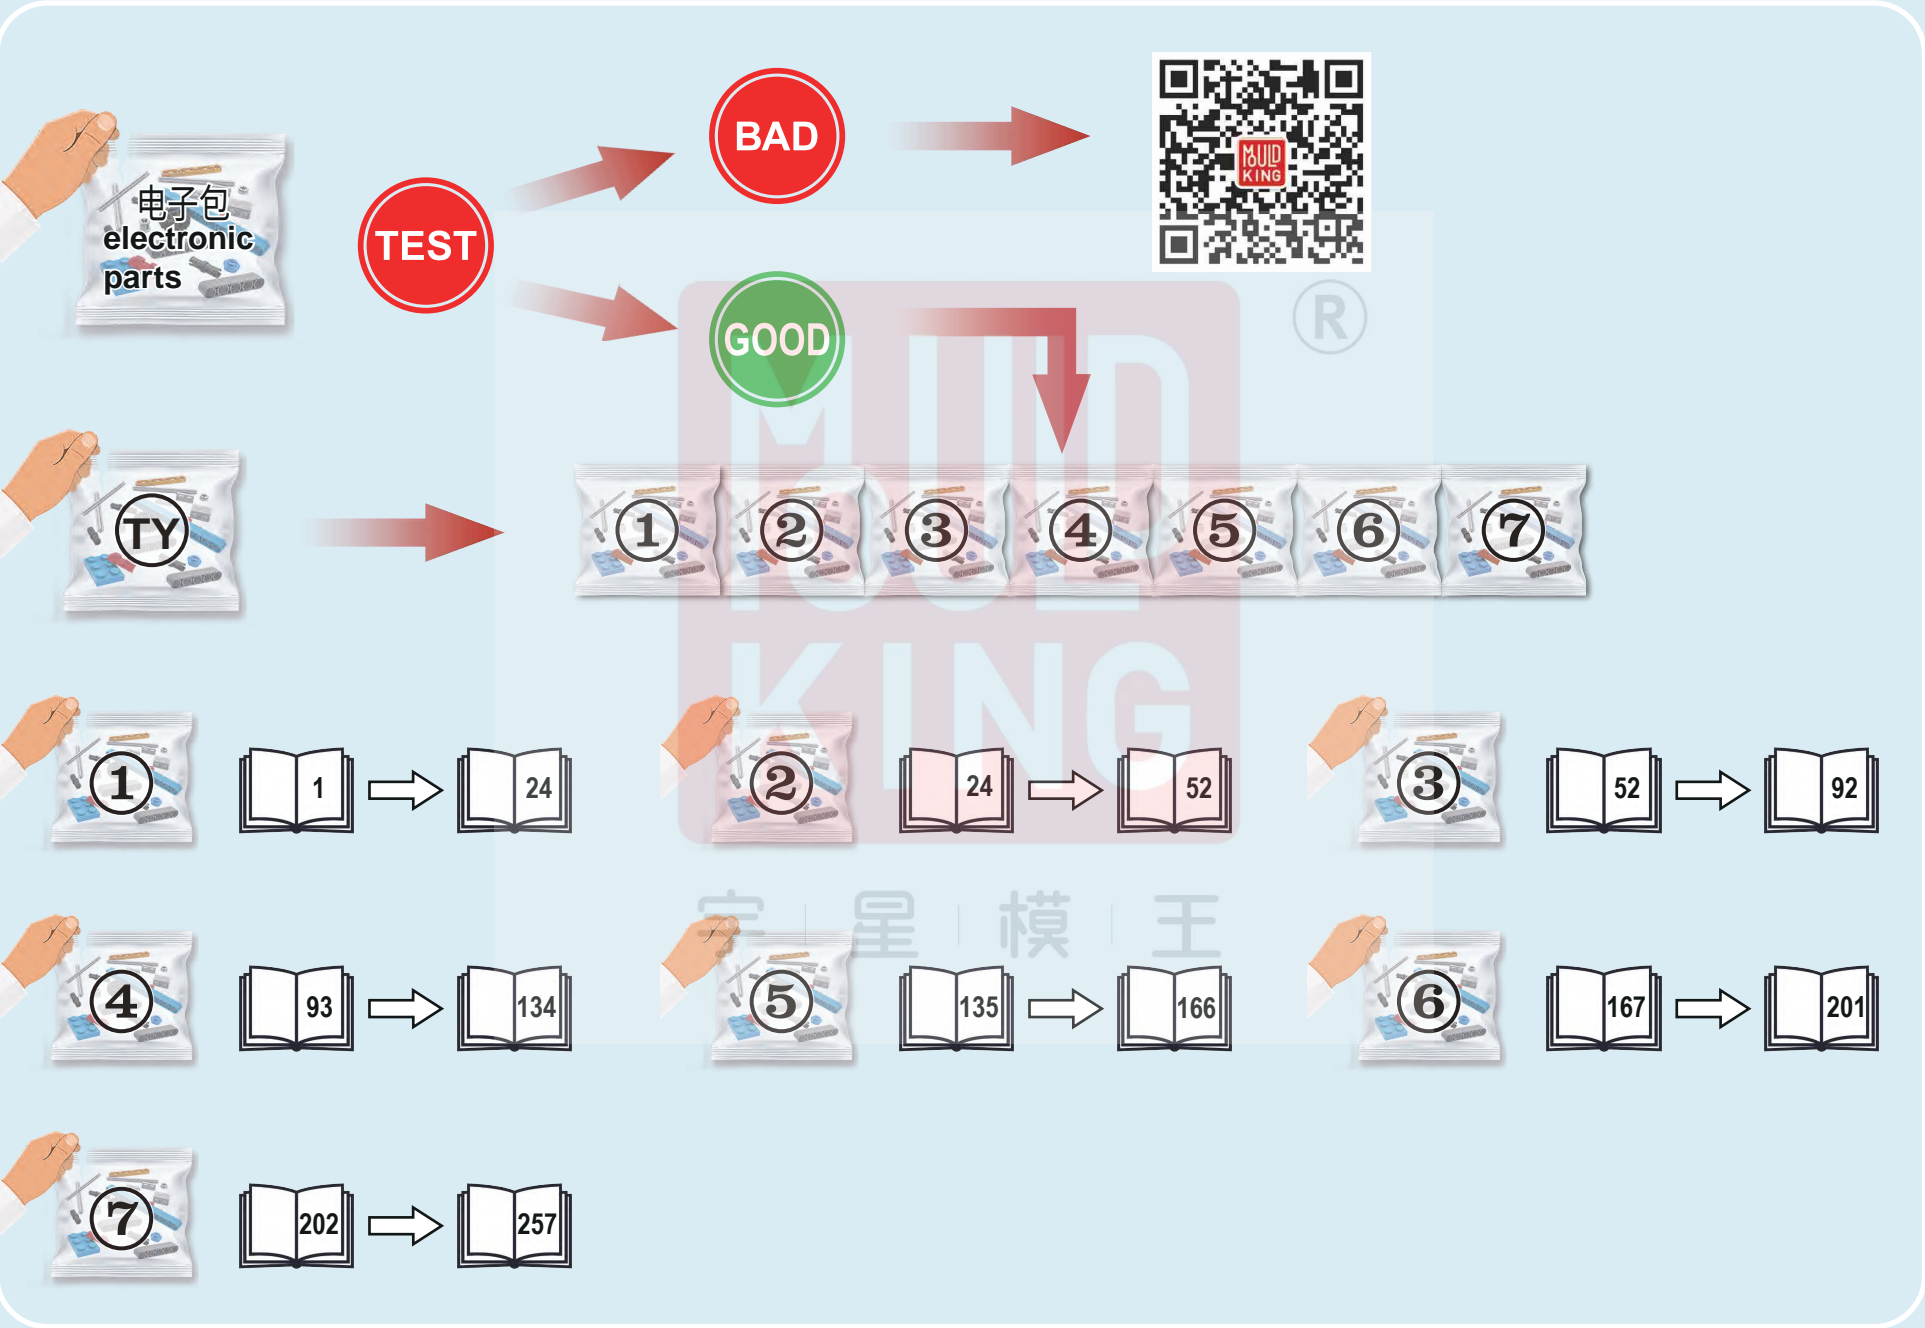 BAD
MOULD
KING
电子包
electronic
parts
TEST
GOOD
®
TY
1 2 3 4 5 6 7
MOULD
KING
1 1 24
2 24 52
3 52 92
宇星模王
4 93 134
5 135 166
6 167 201
7 202 257